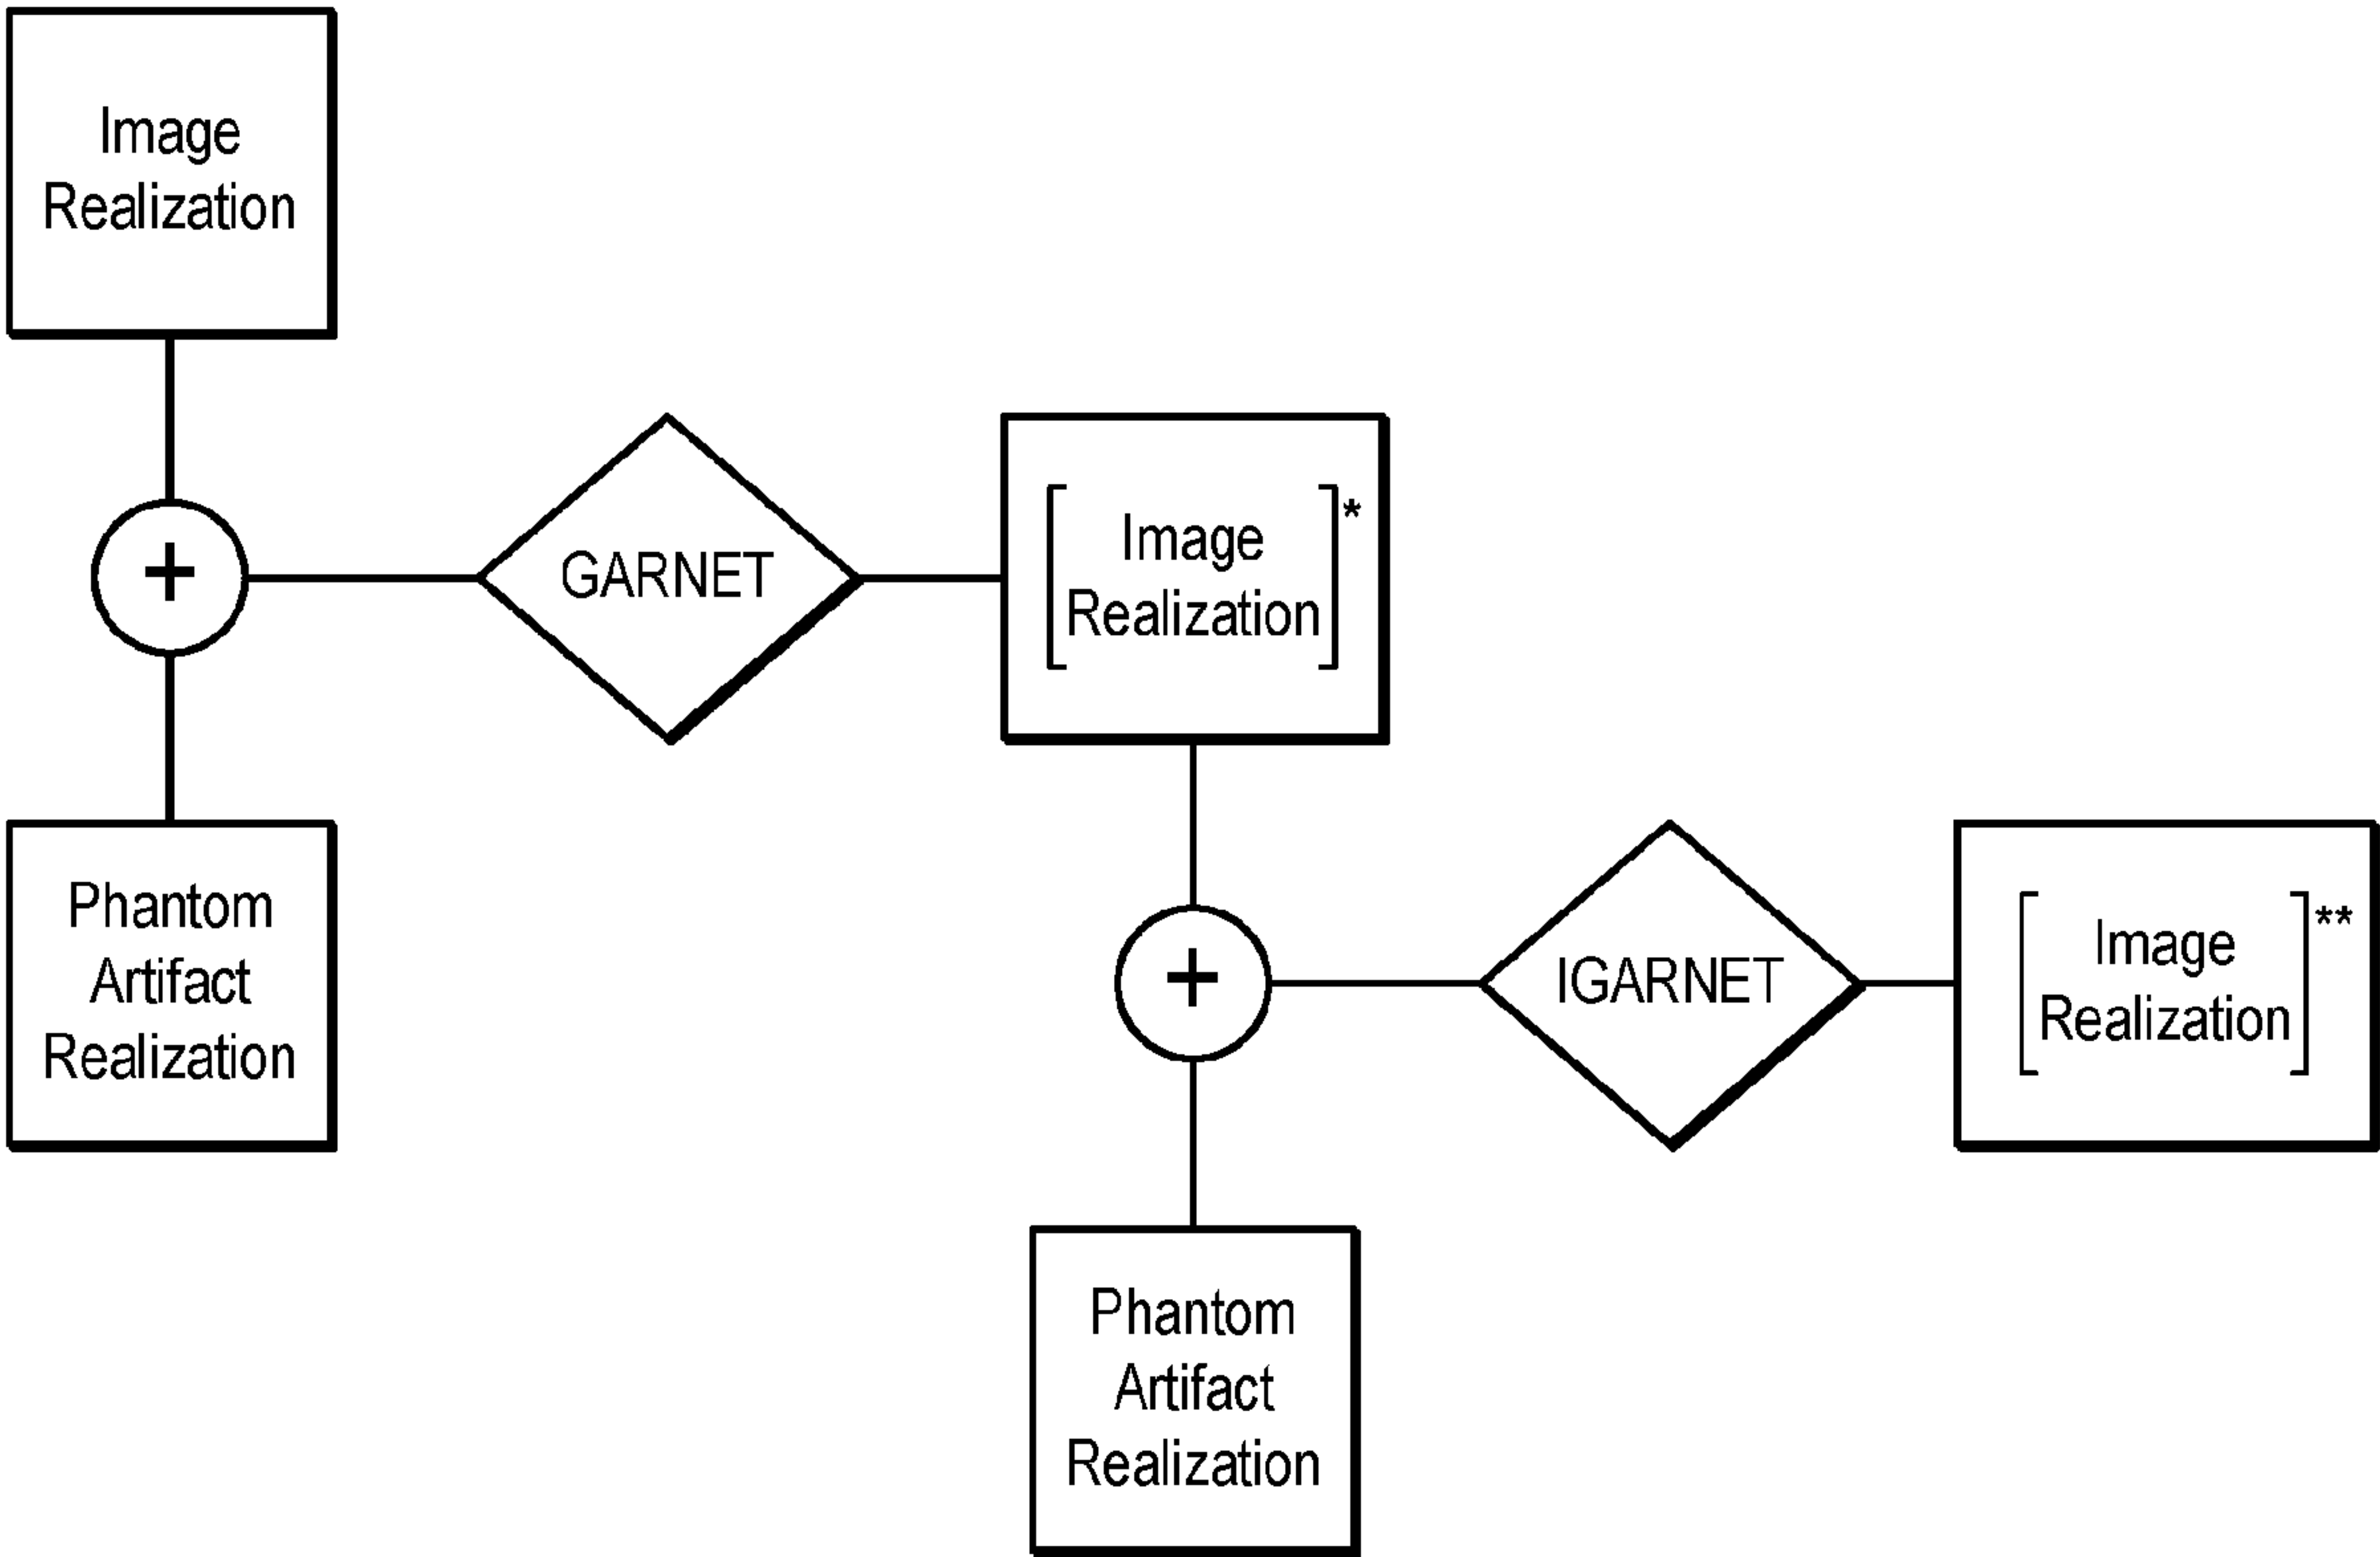 Image
Realization
+
GARNET
[Image
Realization]*
Phantom
Artifact
Realization
+
IGARNET
[Image
Realization]**
Phantom
Artifact
Realization